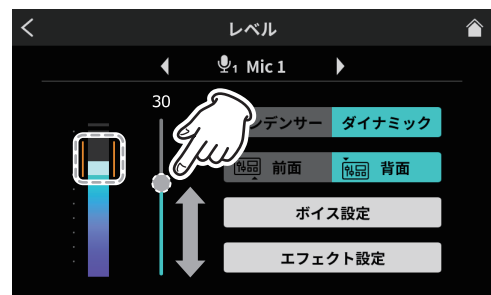 レベル
1 Mic 1
30
ンデンサー ダイナミック
前面 背面
ボイス設定
エフェクト設定